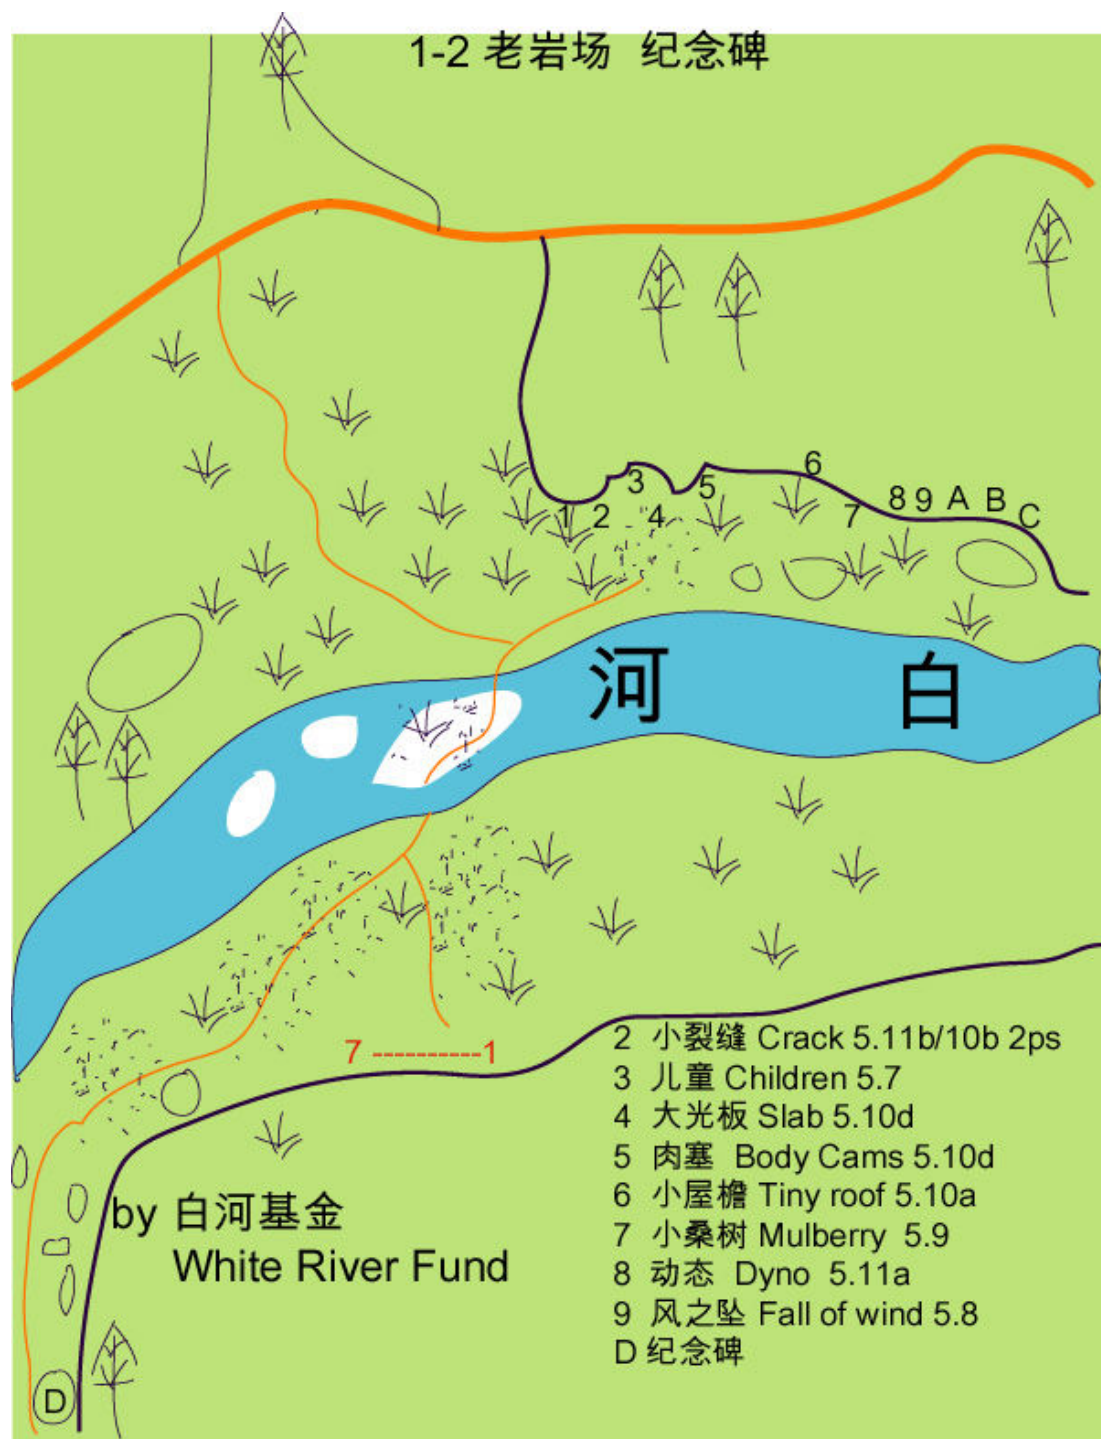 1-2 老岩场 纪念碑
6
3
5
8 9 A B C
1 2 4 7
河 白
7 ----------1
2 小裂缝 Crack 5.11b/10b 2ps
3 儿童 Children 5.7
4 大光板 Slab 5.10d
5 肉塞 Body Cams 5.10d
6 小屋檐 Tiny roof 5.10a
7 小桑树 Mulberry 5.9
8 动态 Dyno 5.11a
9 风之坠 Fall of wind 5.8
D 纪念碑
by 白河基金
White River Fund
D